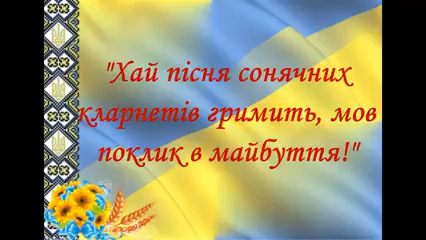 "Хай пісня сонячних
кларнетів гримить, мов
поклик в майбуття!"